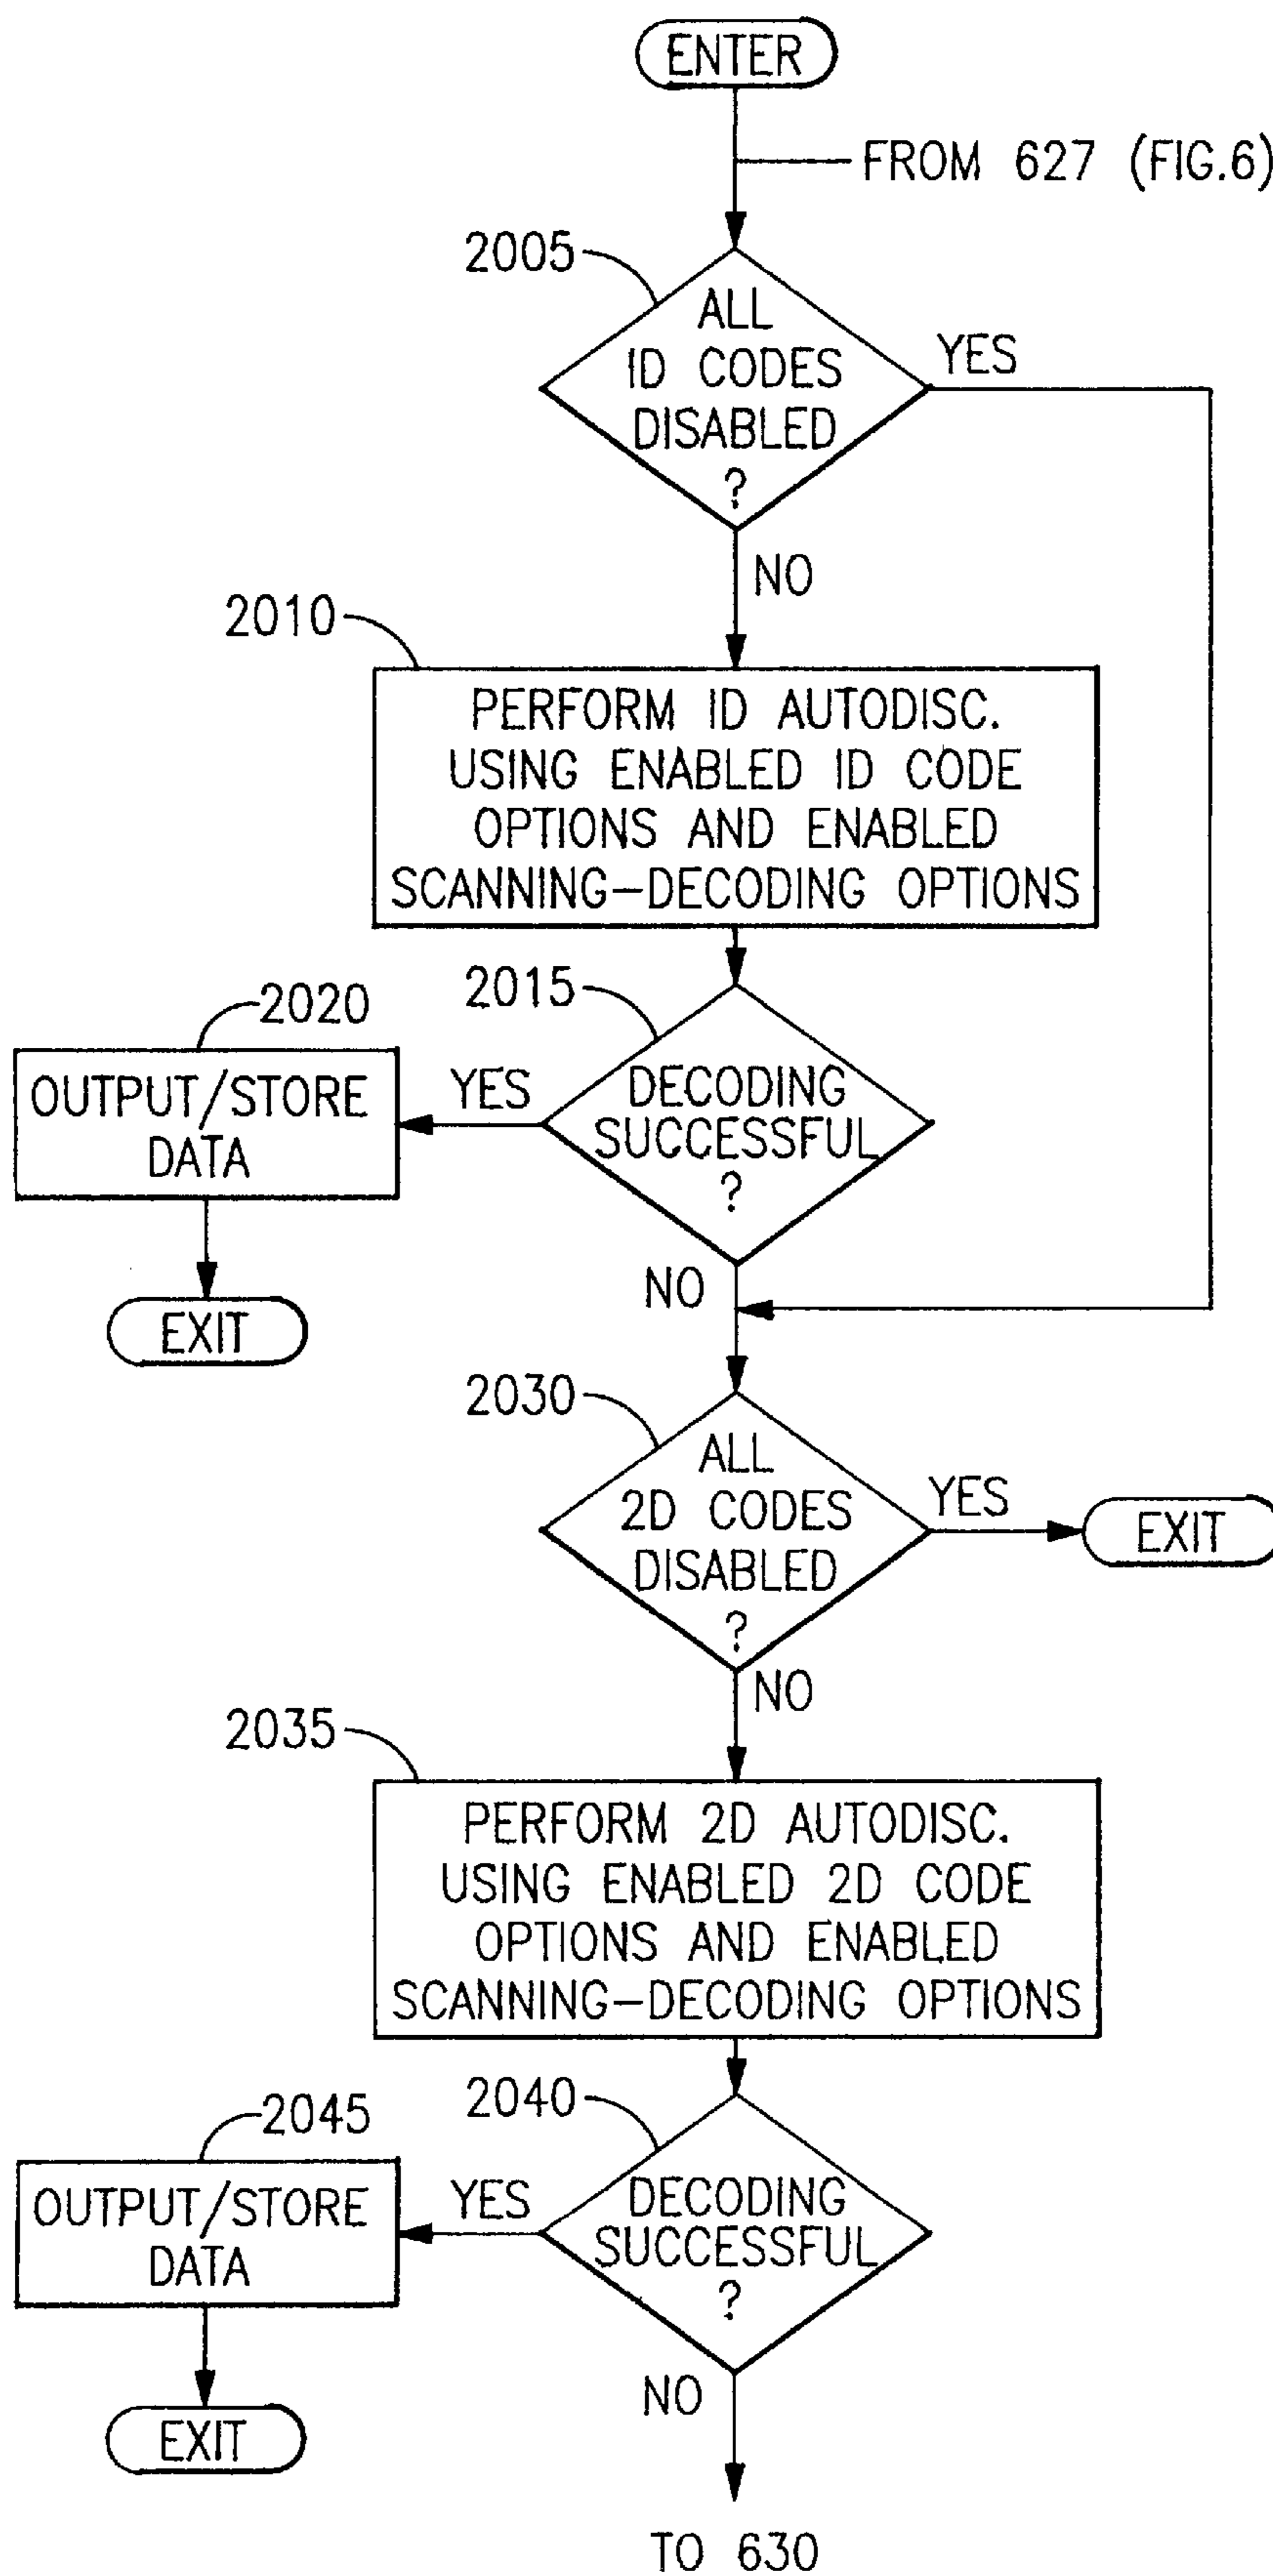 ENTER
FROM 627 (FIG.6)
2005
ALL
1D CODES
DISABLED
?
YES
NO
2010
PERFORM 1D AUTODISC.
USING ENABLED 1D CODE
OPTIONS AND ENABLED
SCANNING-DECODING OPTIONS
2015
2020
DECODING
SUCCESSFUL
?
YES
OUTPUT/STORE
DATA
EXIT
NO
2030
ALL
2D CODES
DISABLED
?
YES
EXIT
NO
2035
PERFORM 2D AUTODISC.
USING ENABLED 2D CODE
OPTIONS AND ENABLED
SCANNING-DECODING OPTIONS
2040
2045
DECODING
SUCCESSFUL
?
YES
OUTPUT/STORE
DATA
EXIT
NO
TO 630